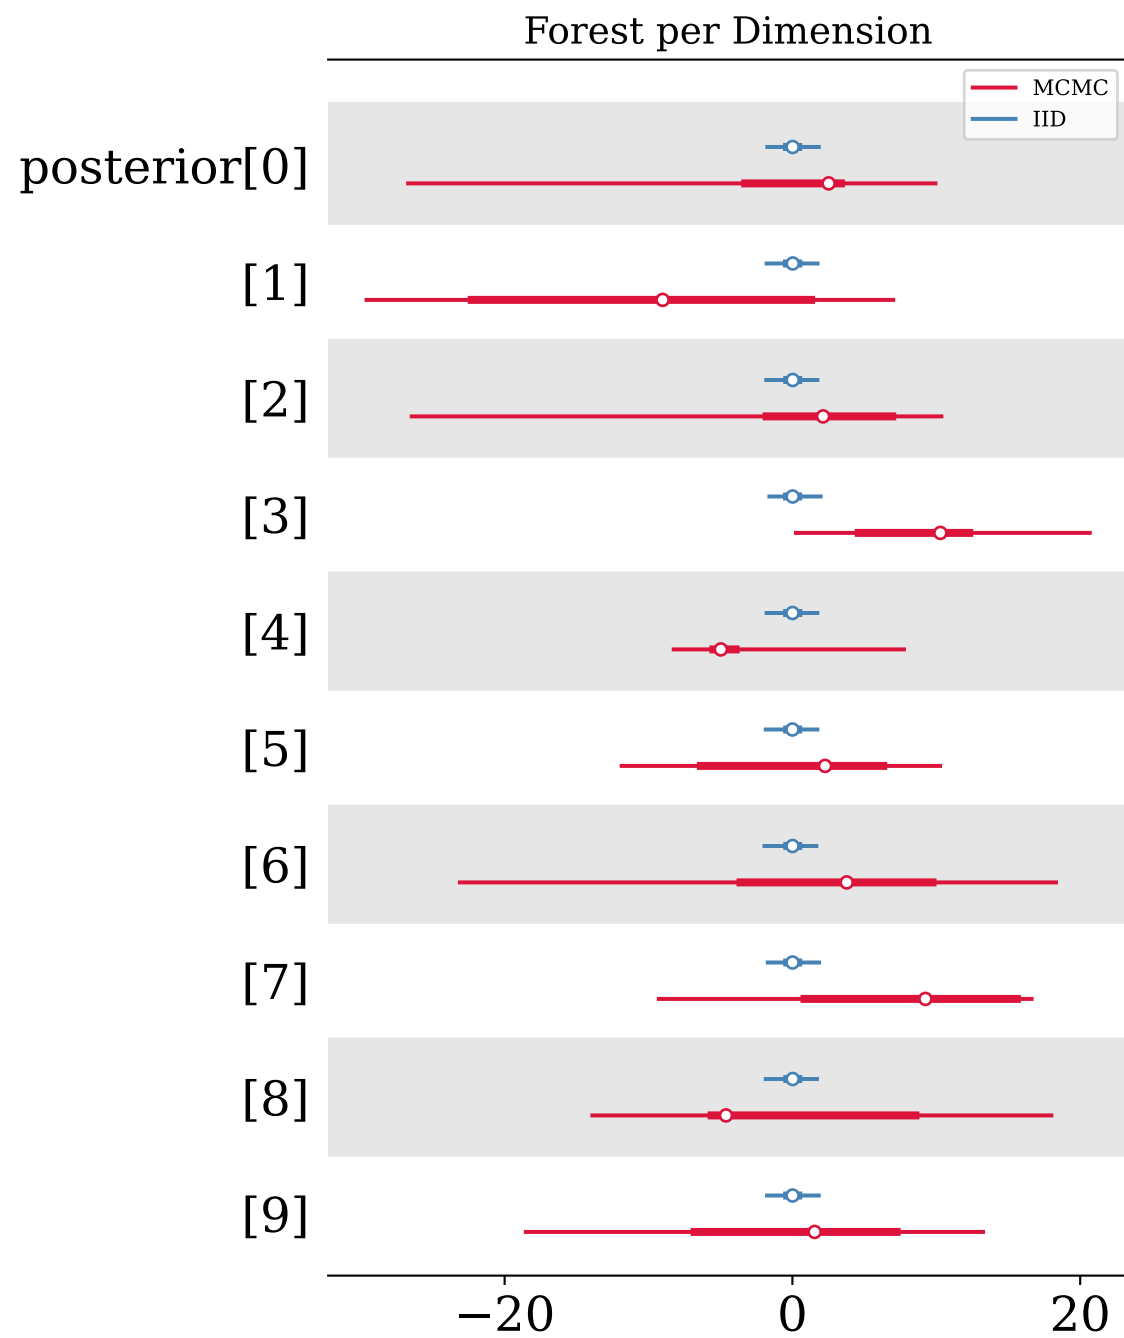 Forest per Dimension
MCMC
IID
posterior[0]
[1]
[2]
[3]
[4]
[5]
[6]
[7]
[8]
[9]
−20 0 20